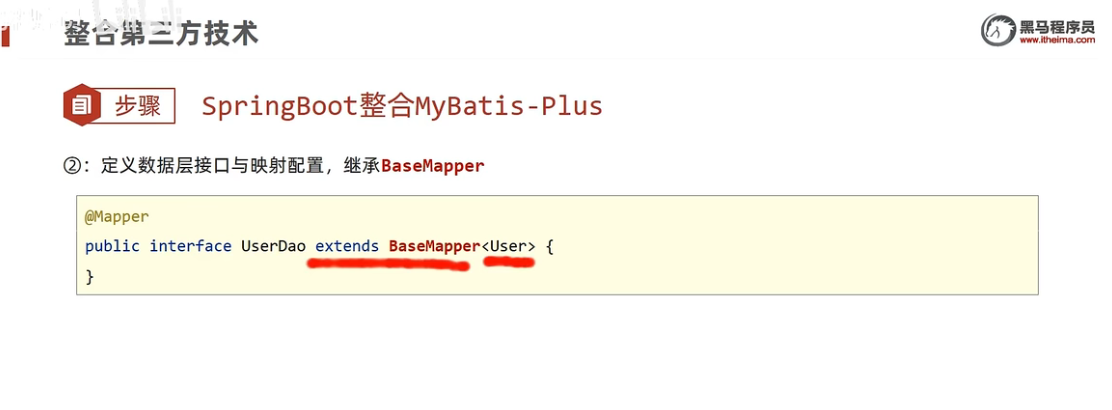 整合第三方技术
黑马程序员
www.itheima.com
步骤
SpringBoot整合MyBatis-Plus
②：定义数据层接口与映射配置，继承BaseMapper
@Mapper
public interface UserDao extends BaseMapper<User> {
}